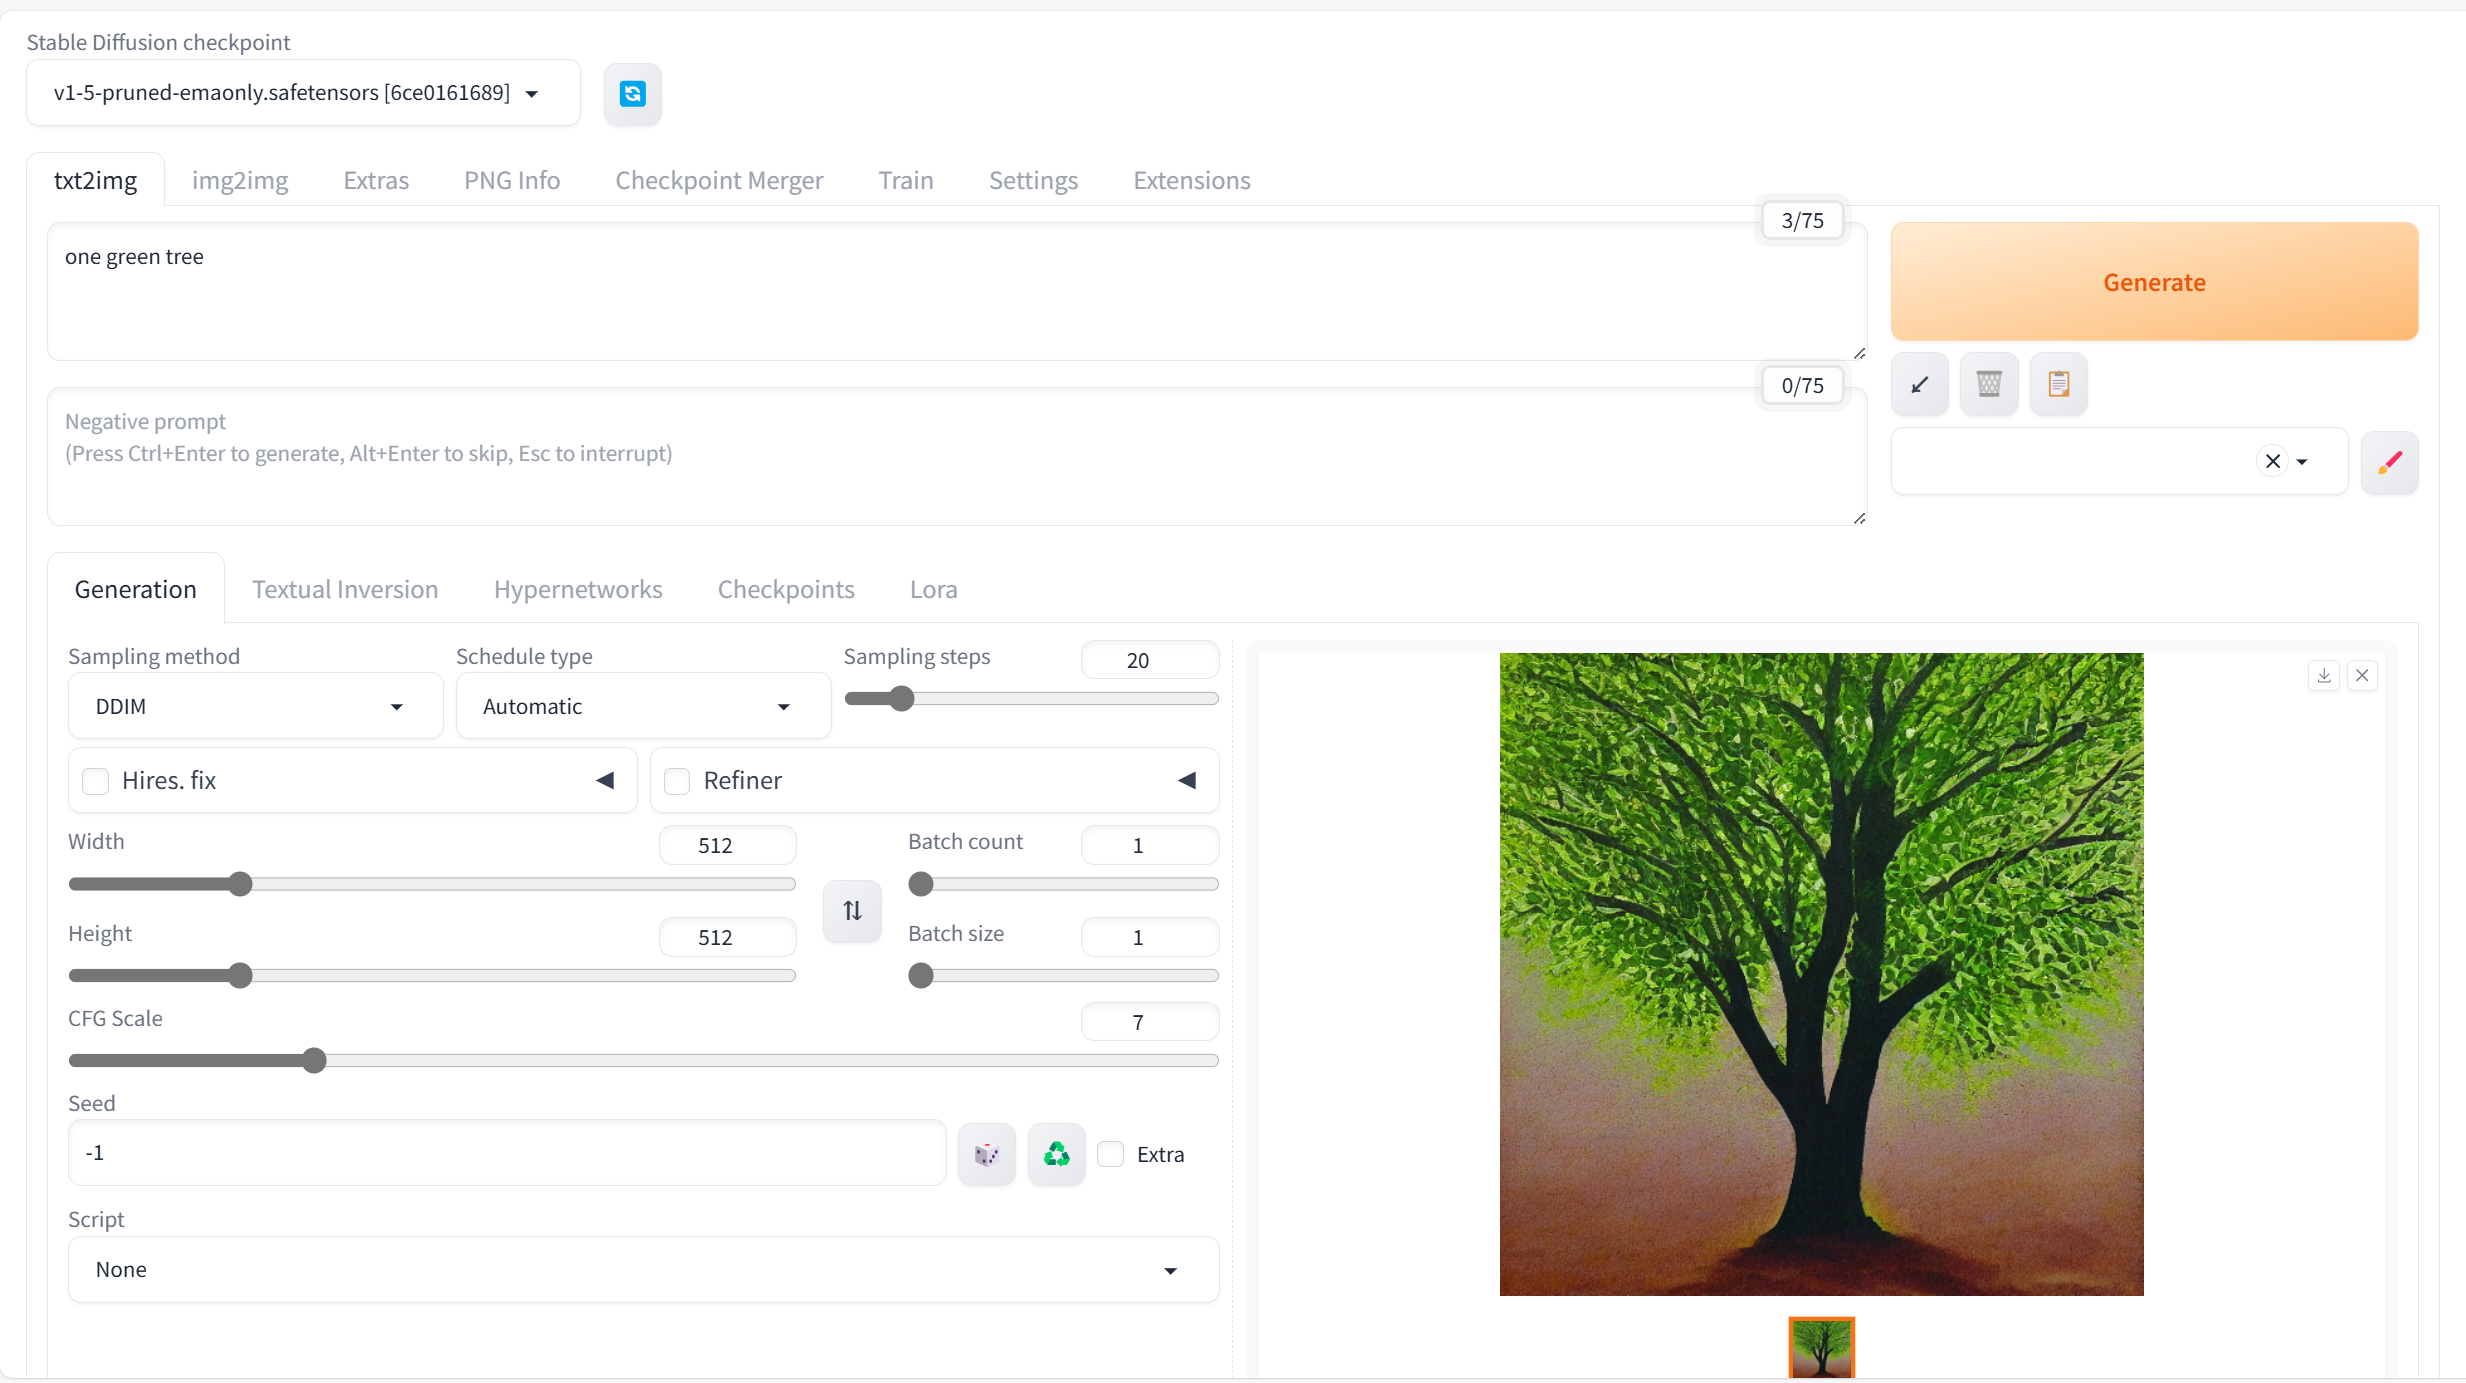 Stable Diffusion checkpoint
v1-5-pruned-emaonly.safetensors [6ce0161689]
txt2img img2img Extras PNG Info Checkpoint Merger Train Settings Extensions
3/75
one green tree
Generate
0/75
Negative prompt
(Press Ctrl+Enter to generate, Alt+Enter to skip, Esc to interrupt)
Generation Textual Inversion Hypernetworks Checkpoints Lora
Sampling method Schedule type Sampling steps 20
DDIM Automatic
Hires. fix Refiner
Width 512 Batch count 1
Height 512 Batch size 1
CFG Scale 7
Seed
-1 Extra
Script
None